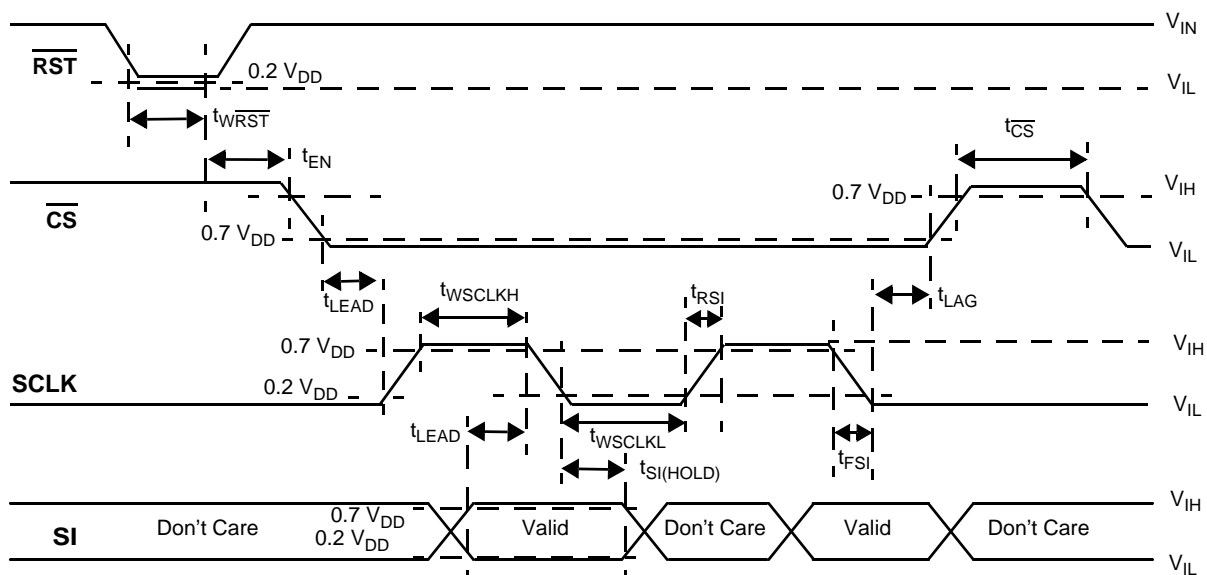 V_IN
RST
0.2 V_DD
V_IL
t_WRST
t_CS
t_EN
0.7 V_DD
V_IH
CS
0.7 V_DD
V_IL
t_LEAD
t_WSCLKH
t_RSI
t_LAG
0.7 V_DD
V_IH
SCLK
0.2 V_DD
V_IL
t_LEAD
t_WSCLKL
t_FSI
t_SI(HOLD)
V_IH
SI
Don't Care
0.7 V_DD
0.2 V_DD
Valid
Don't Care
Valid
Don't Care
V_IL